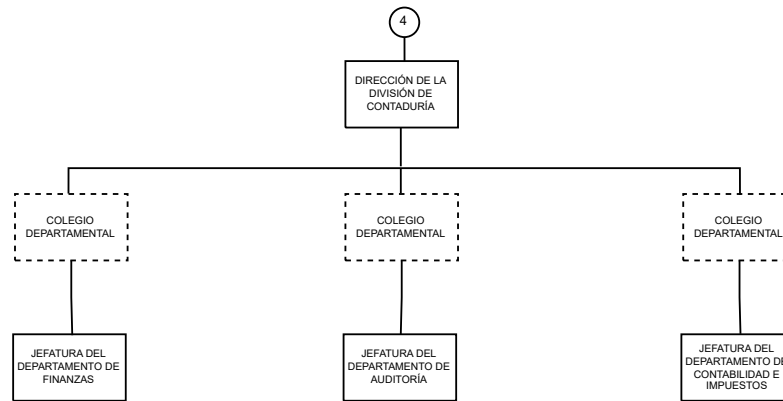 4
DIRECCIÓN DE LA
DIVISIÓN DE
CONTADURÍA
COLEGIO
DEPARTAMENTAL
COLEGIO
DEPARTAMENTAL
COLEGIO
DEPARTAMENTAL
JEFATURA DEL
DEPARTAMENTO DE
FINANZAS
JEFATURA DEL
DEPARTAMENTO DE
AUDITORÍA
JEFATURA DEL
DEPARTAMENTO DE
CONTABILIDAD E
IMPUESTOS